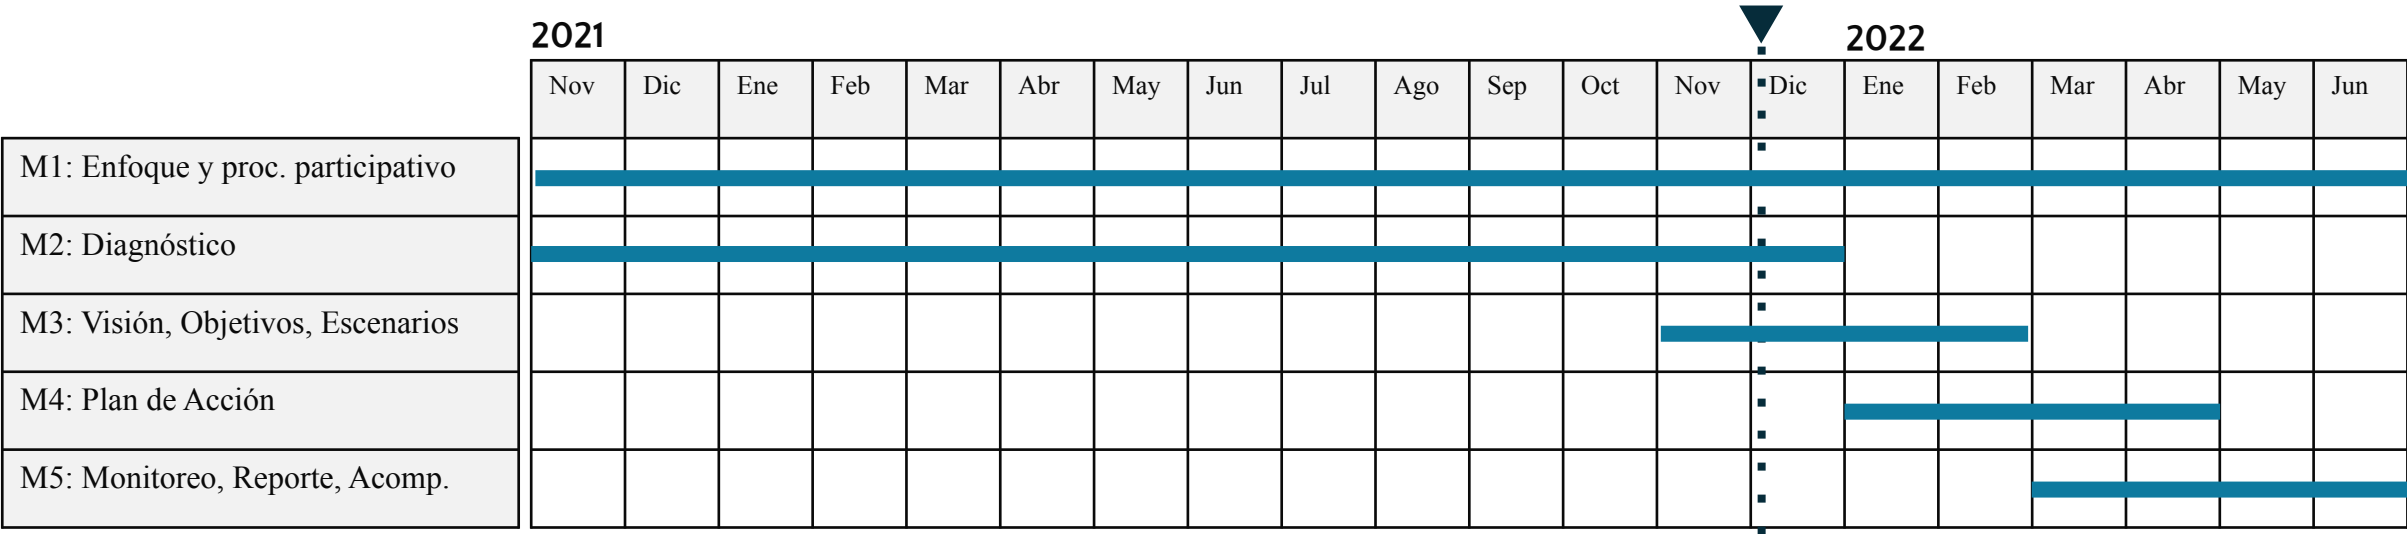 2021 2022
Nov Dic Ene Feb Mar Abr May Jun Jul Ago Sep Oct Nov Dic Ene Feb Mar Abr May Jun
M1: Enfoque y proc. participativo
M2: Diagnóstico
M3: Visión, Objetivos, Escenarios
M4: Plan de Acción
M5: Monitoreo, Reporte, Acomp.